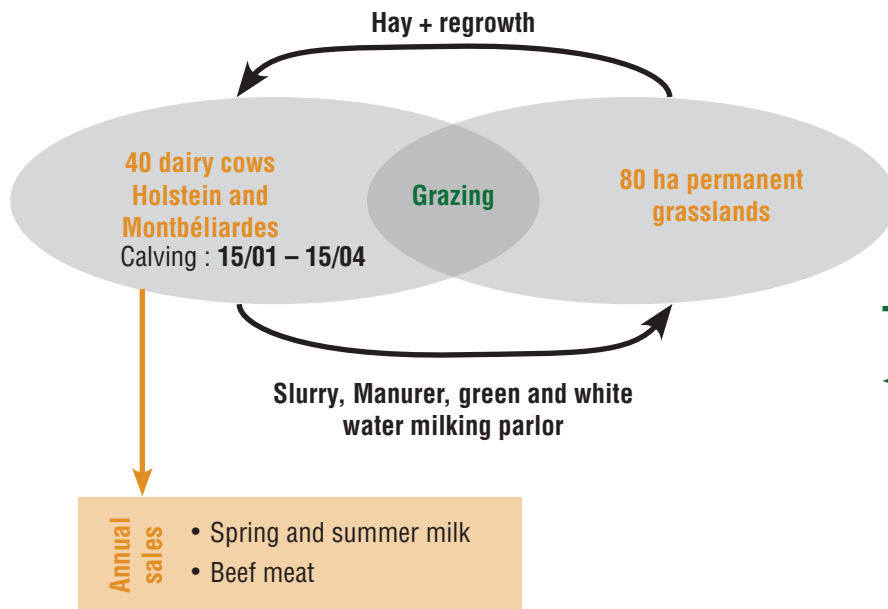 Hay + regrowth
40 dairy cows
Holstein and
Montbéliardes
Calving : 15/01 – 15/04
Grazing
80 ha permanent
grasslands
Slurry, Manurer, green and white
water milking parlor
Annual
sales
• Spring and summer milk
• Beef meat